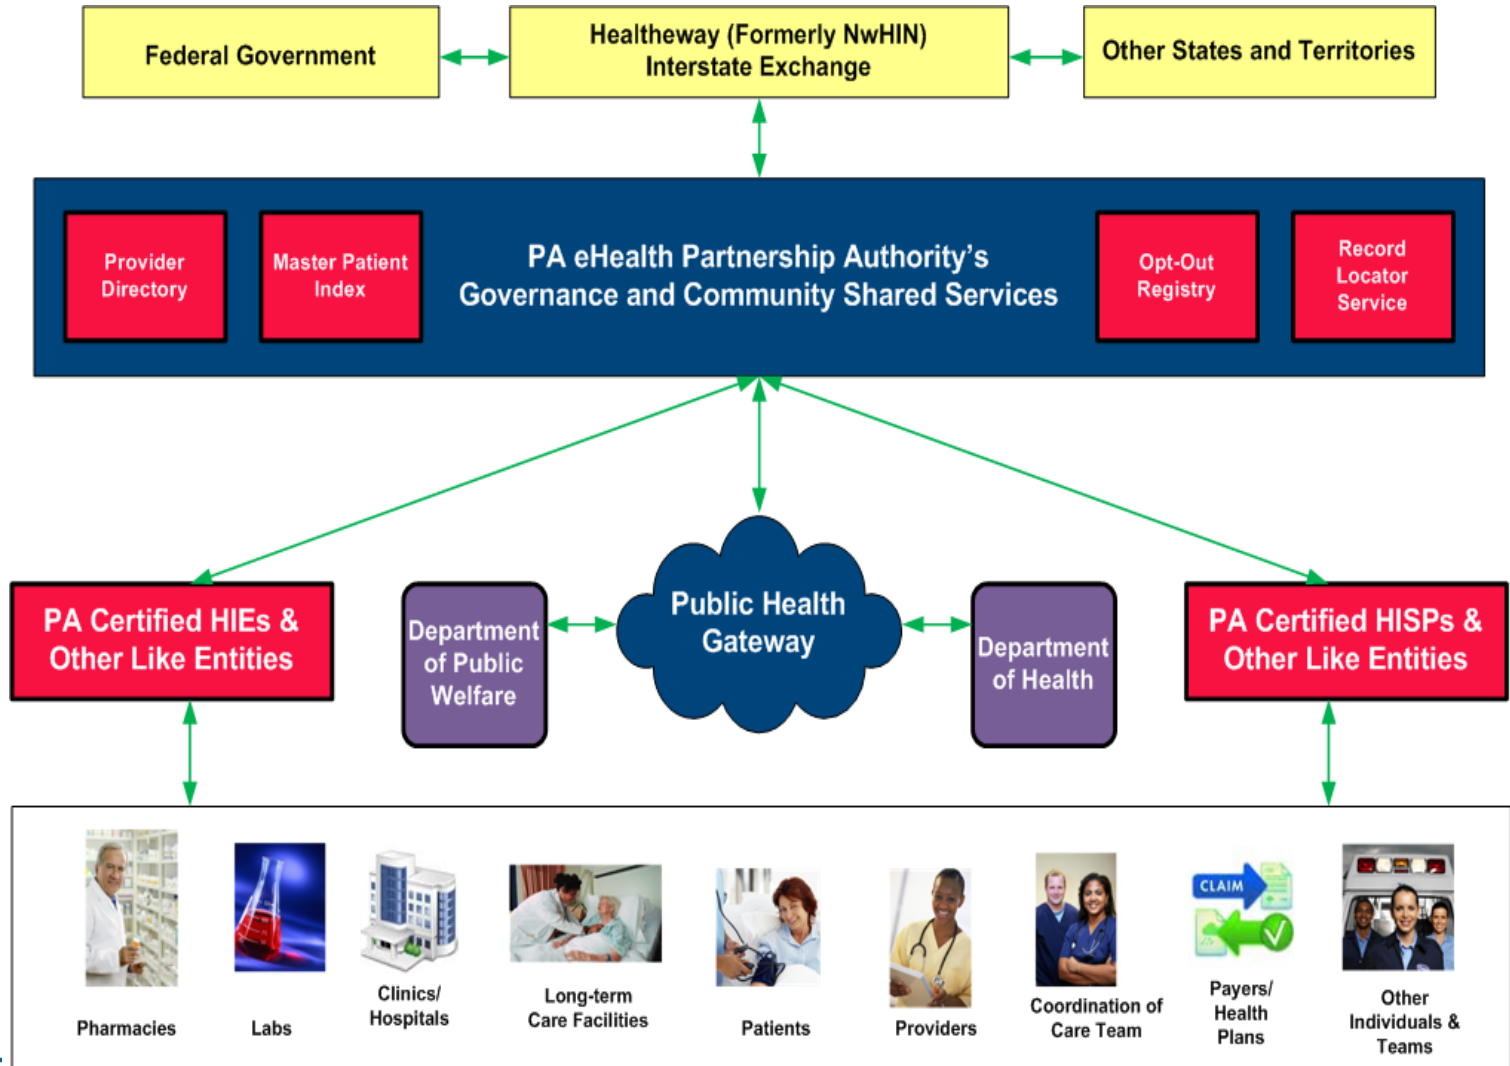 Federal Government
Healtheway (Formerly NwHIN)
Interstate Exchange
Other States and Territories
Provider
Directory
Master Patient
Index
PA eHealth Partnership Authority's
Governance and Community Shared Services
Opt-Out
Registry
Record
Locator
Service
PA Certified HIEs &
Other Like Entities
Department
of Public
Welfare
Public Health
Gateway
Department
of Health
PA Certified HISPs &
Other Like Entities
CLAIM
Pharmacies
Labs
Clinics/
Hospitals
Long-term
Care Facilities
Patients
Providers
Coordination of
Care Team
Payers/
Health
Plans
Other
Individuals &
Teams